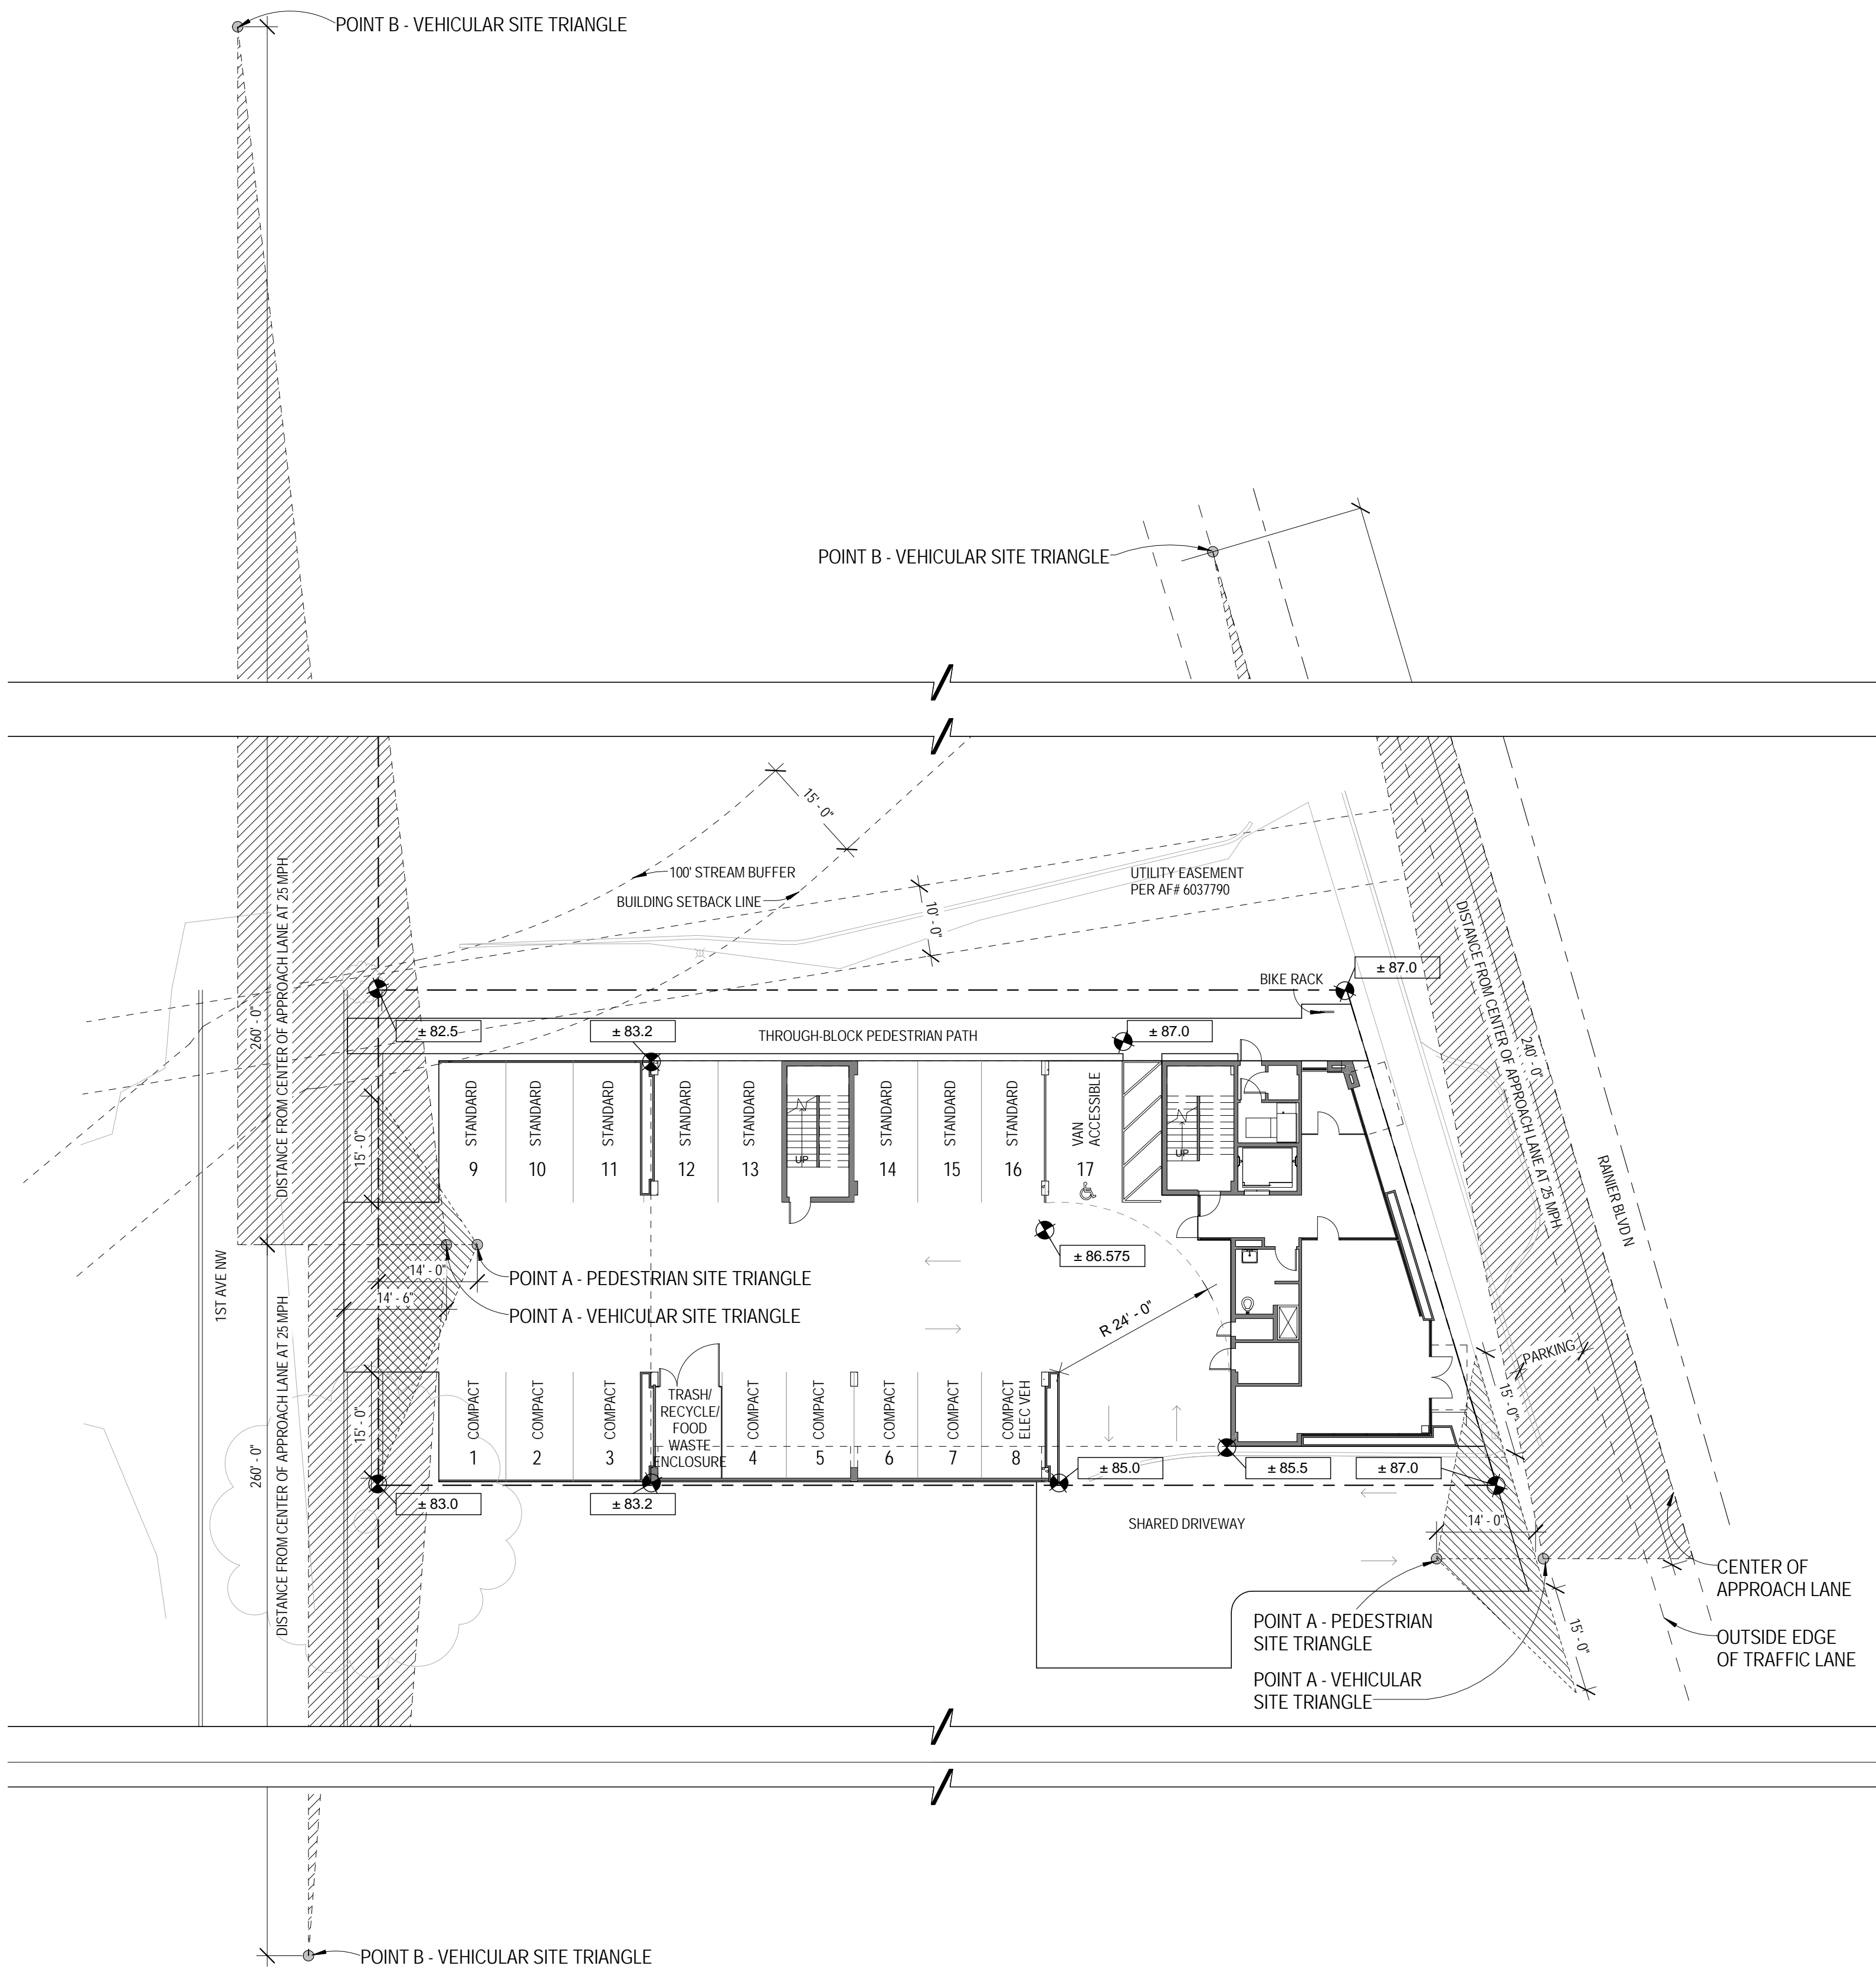 POINT B - VEHICULAR SITE TRIANGLE
POINT B - VEHICULAR SITE TRIANGLE
15' - 0"
100' STREAM BUFFER
BUILDING SETBACK LINE
10' - 0"
UTILITY EASEMENT
PER AF# 6037790
260' - 0"
DISTANCE FROM CENTER OF APPROACH LANE AT 25 MPH
240' - 0"
DISTANCE FROM CENTER OF APPROACH LANE AT 25 MPH
RAINIER BLVD N
BIKE RACK
± 87.0
± 82.5
± 83.2
THROUGH-BLOCK PEDESTRIAN PATH
± 87.0
15' - 0"
STANDARD
9
STANDARD
10
STANDARD
11
STANDARD
12
STANDARD
13
UP
STANDARD
14
STANDARD
15
STANDARD
16
VAN
ACCESSIBLE
17
UP
1ST AVE NW
14' - 0"
14' - 6"
POINT A - PEDESTRIAN SITE TRIANGLE
POINT A - VEHICULAR SITE TRIANGLE
± 86.575
R 24' - 0"
PARKING
15' - 0"
15' - 0"
260' - 0"
DISTANCE FROM CENTER OF APPROACH LANE AT 25 MPH
COMPACT
1
COMPACT
2
COMPACT
3
TRASH/
RECYCLE/
FOOD
WASTE
ENCLOSURE
COMPACT
4
COMPACT
5
COMPACT
6
COMPACT
7
COMPACT
ELEC VEH
8
± 85.0
± 85.5
± 87.0
± 83.0
± 83.2
SHARED DRIVEWAY
14' - 0"
CENTER OF
APPROACH LANE
POINT A - PEDESTRIAN
SITE TRIANGLE
15' - 0"
OUTSIDE EDGE
OF TRAFFIC LANE
POINT A - VEHICULAR
SITE TRIANGLE
POINT B - VEHICULAR SITE TRIANGLE